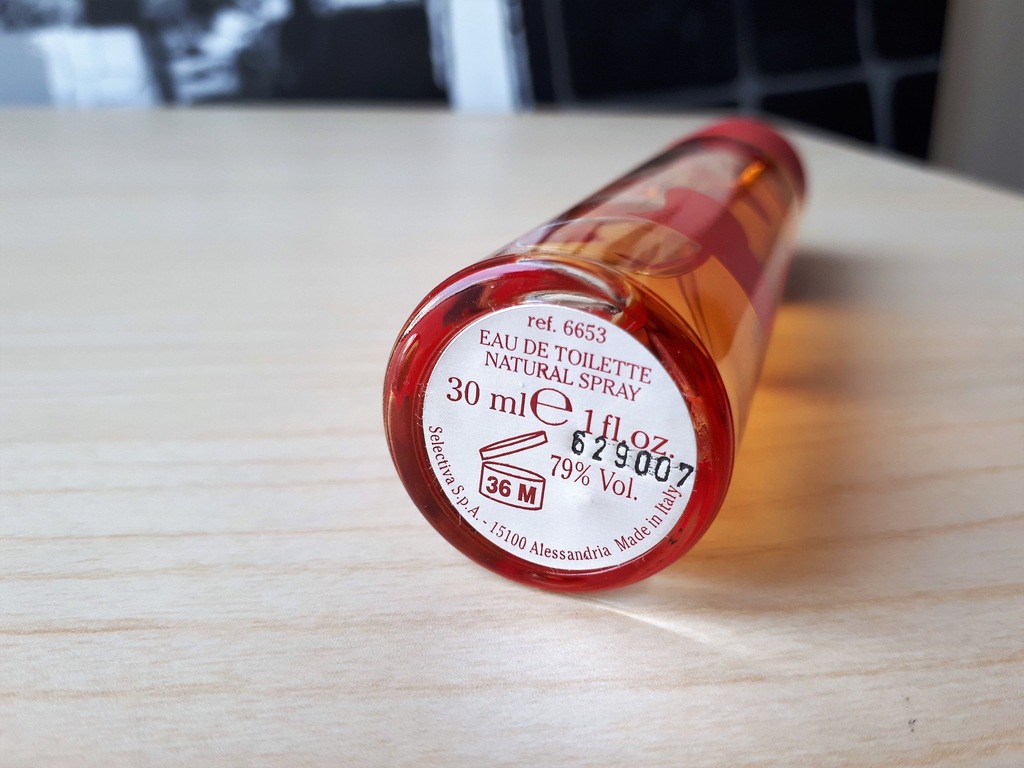 ref. 6653
EAU DE TOILETTE
NATURAL SPRAY
30 ml e 1 fl.oz.
629007
79% Vol.
36 M
Selectiva S.p.A. - 15100 Alessandria Made in Italy